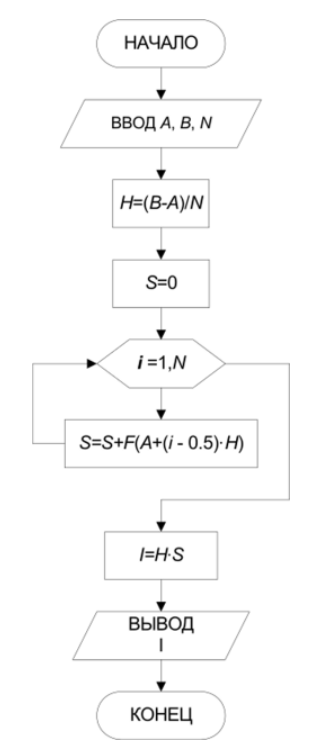 НАЧАЛО
ВВОД A, B, N
H=(B-A)/N
S=0
i =1,N
S=S+F(A+(i - 0.5)·H)
I=H·S
ВЫВОД
I
КОНЕЦ